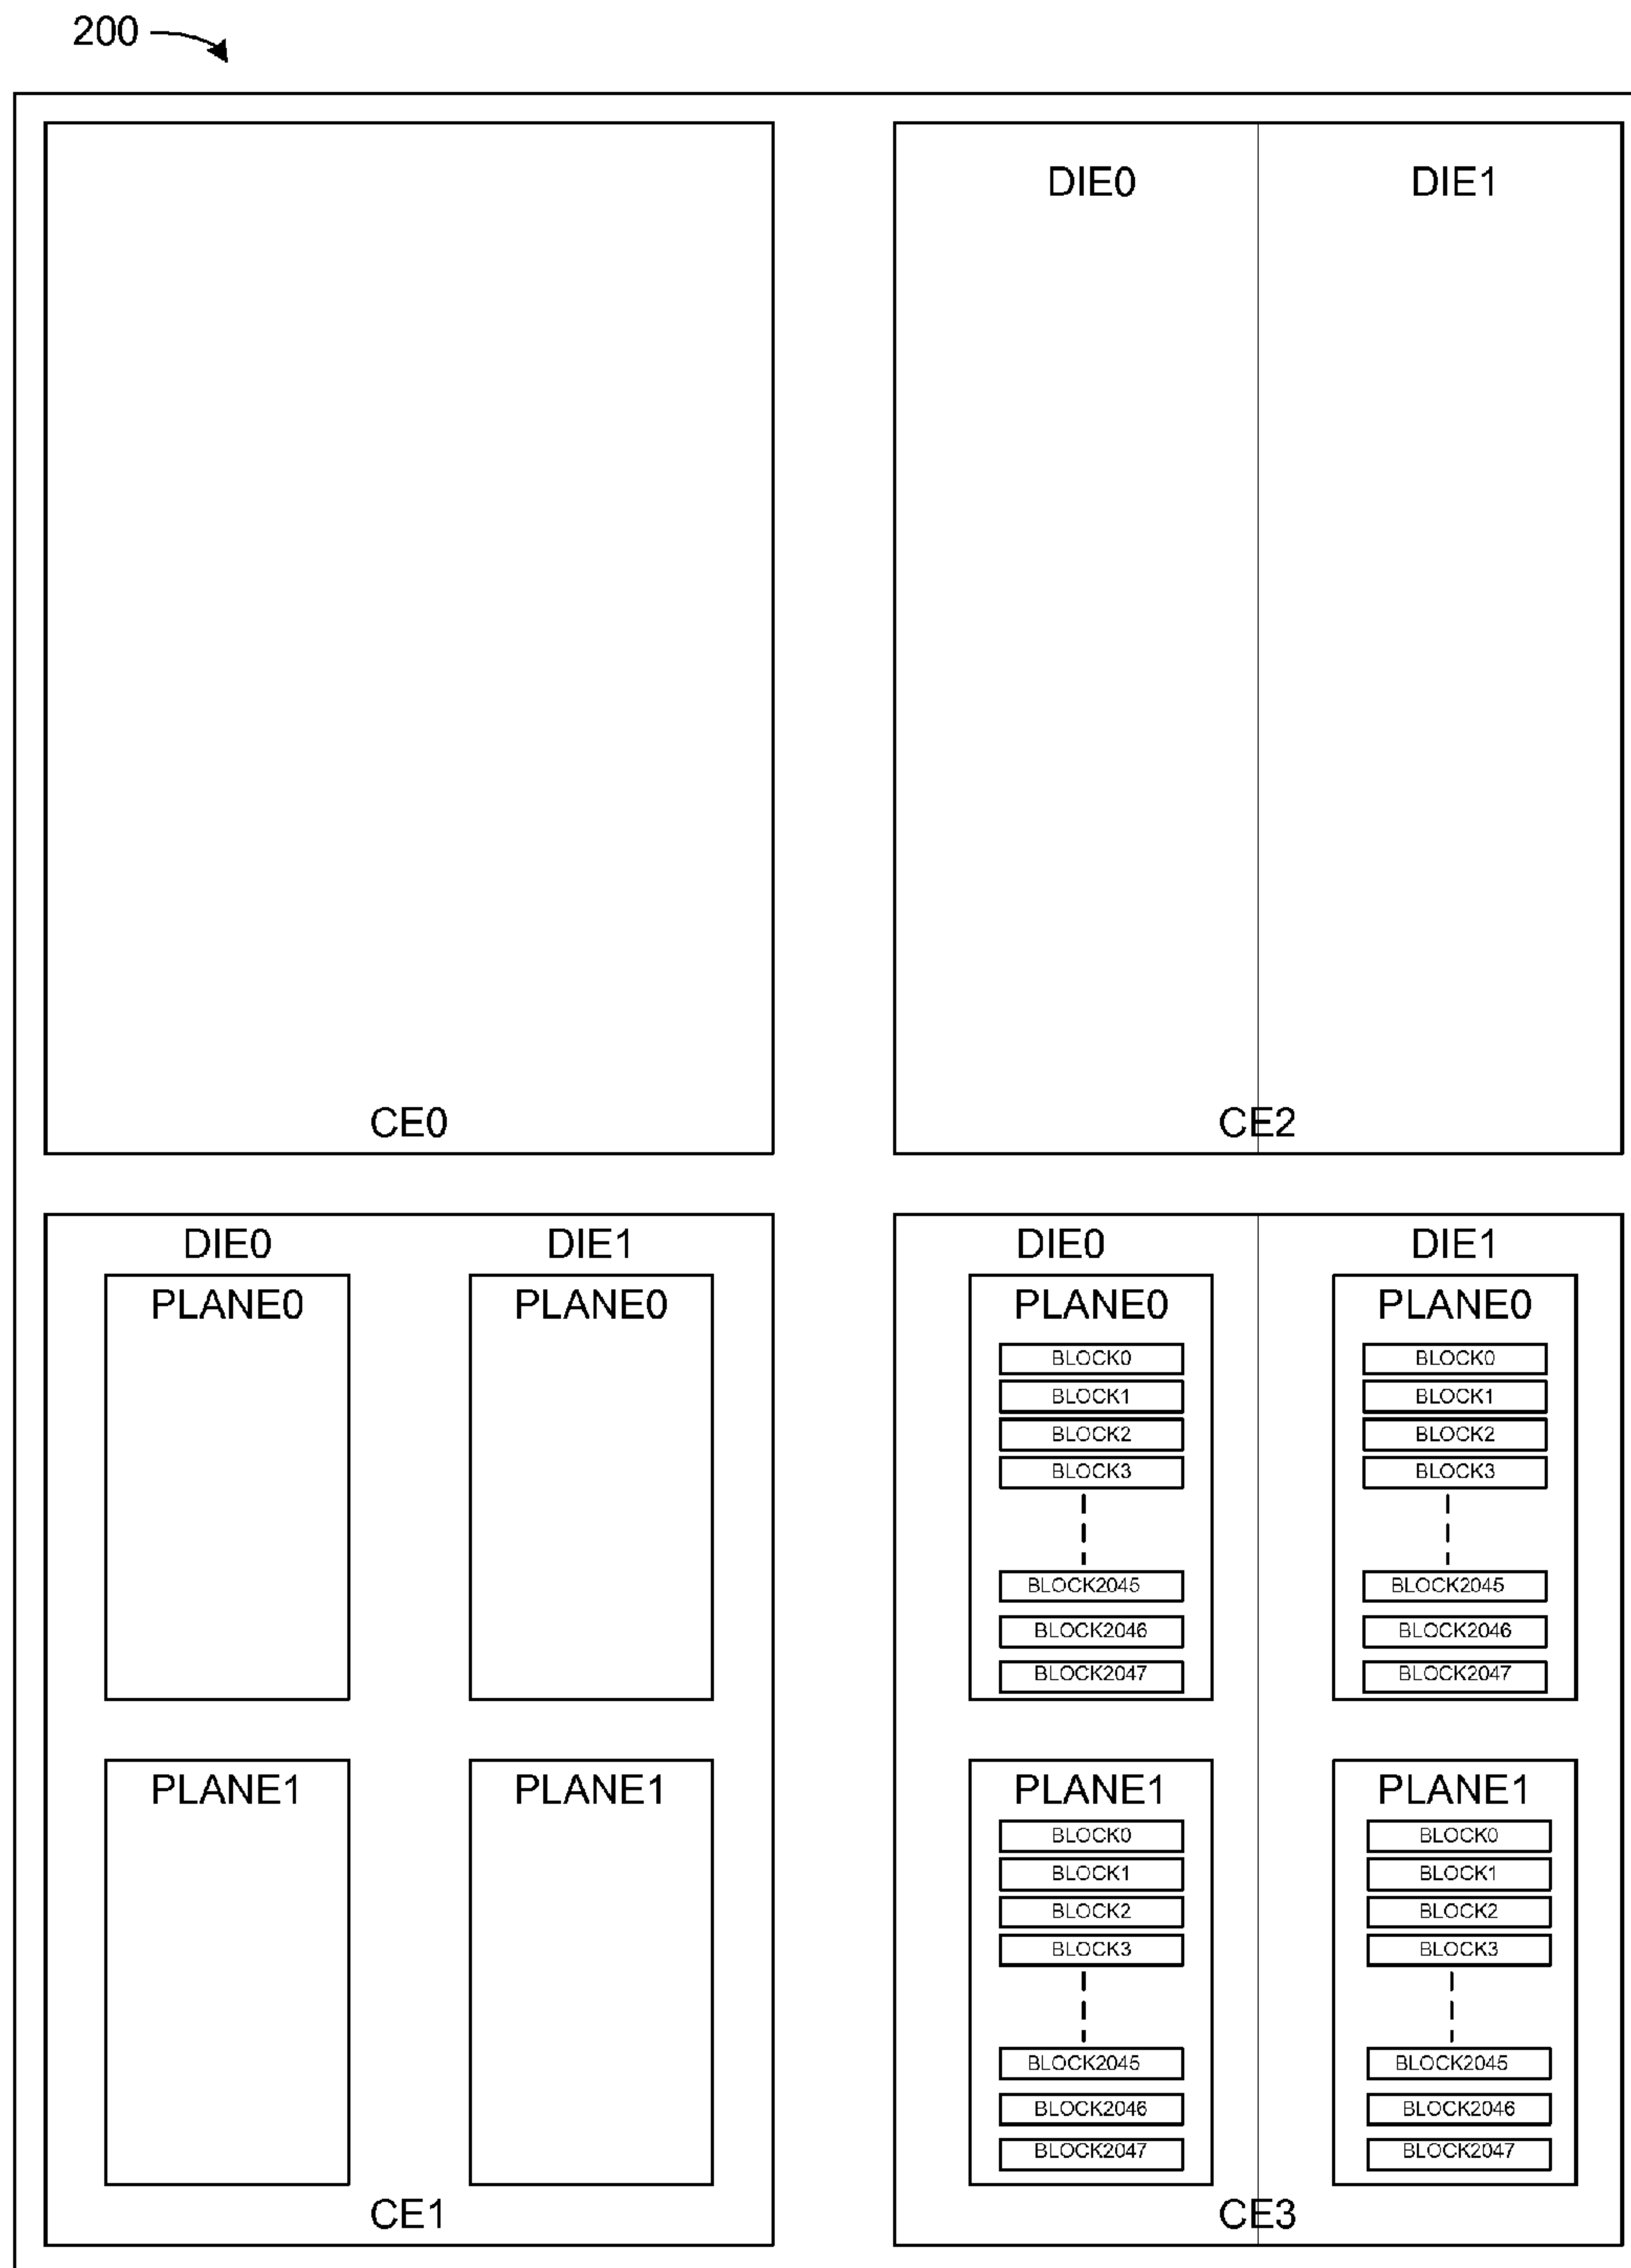 200
DIE0 DIE1
CE0 CE2
DIE0 DIE1 DIE0 DIE1
PLANE0 PLANE0 PLANE0 PLANE0
BLOCK0 BLOCK0
BLOCK1 BLOCK1
BLOCK2 BLOCK2
BLOCK3 BLOCK3
BLOCK2045 BLOCK2045
BLOCK2046 BLOCK2046
BLOCK2047 BLOCK2047
PLANE1 PLANE1 PLANE1 PLANE1
BLOCK0 BLOCK0
BLOCK1 BLOCK1
BLOCK2 BLOCK2
BLOCK3 BLOCK3
BLOCK2045 BLOCK2045
BLOCK2046 BLOCK2046
BLOCK2047 BLOCK2047
CE1 CE3